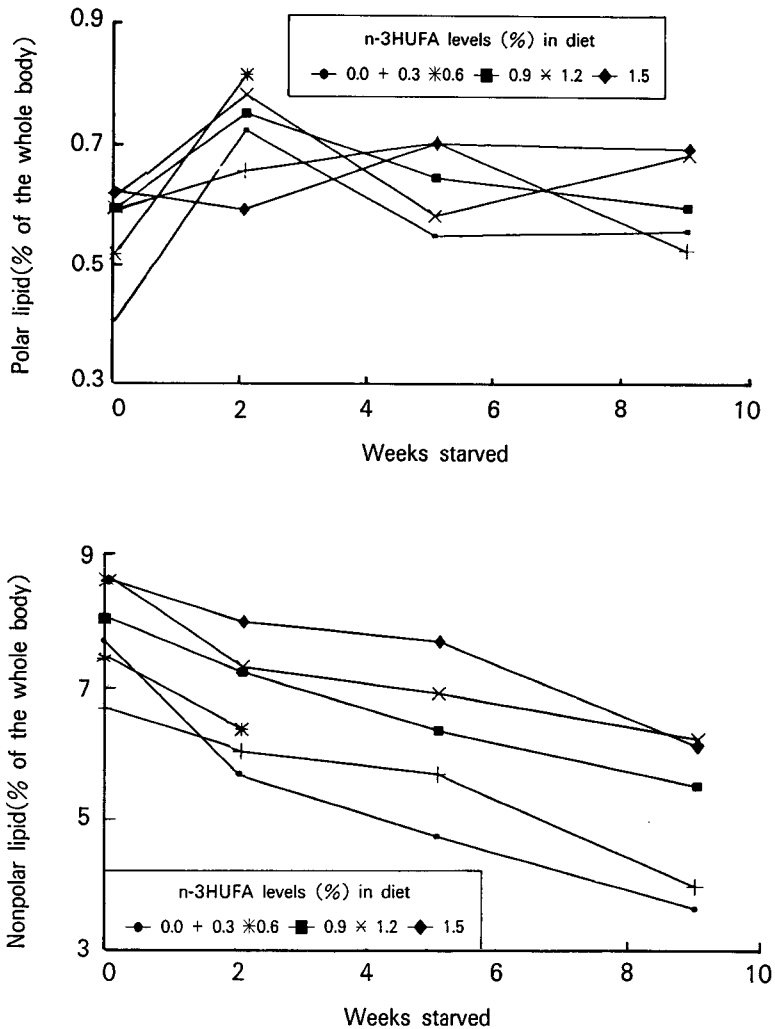 0.9
n-3HUFA levels (%) in diet
0.0 + 0.3 ✳0.6 0.9 × 1.2 1.5
0.7
0.5
0.3
Polar lipid(% of the whole body)
0 2 4 6 8 10
Weeks starved
9
7
5
3
Nonpolar lipid(% of the whole body)
n-3HUFA levels (%) in diet
0.0 + 0.3 ✳0.6 0.9 × 1.2 1.5
0 2 4 6 8 10
Weeks starved